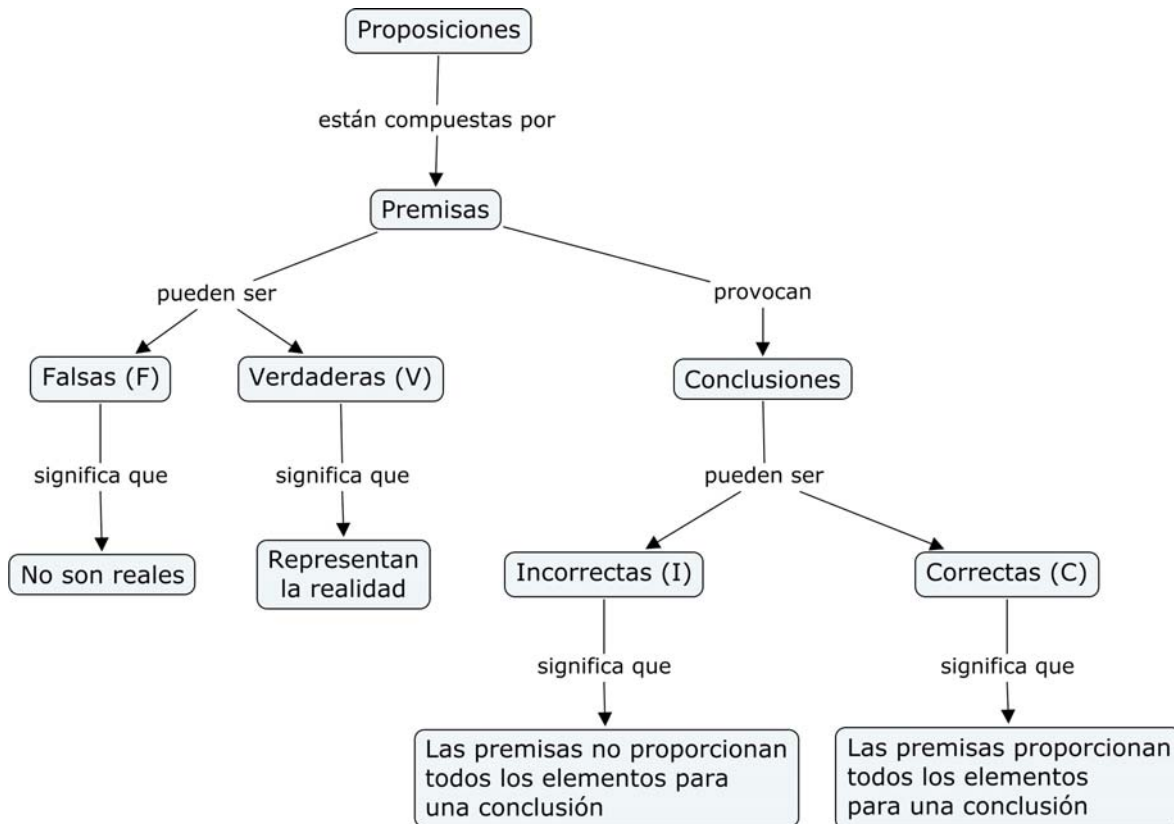 Proposiciones
están compuestas por
Premisas
pueden ser
provocan
Falsas (F)
Verdaderas (V)
Conclusiones
significa que
significa que
pueden ser
No son reales
Representan
la realidad
Incorrectas (I)
Correctas (C)
significa que
significa que
Las premisas no proporcionan
todos los elementos para
una conclusión
Las premisas proporcionan
todos los elementos
para una conclusión